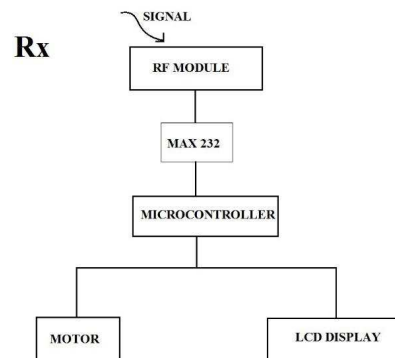 SIGNAL
Rx
RF MODULE
MAX 232
MICROCONTROLLER
MOTOR
LCD DISPLAY